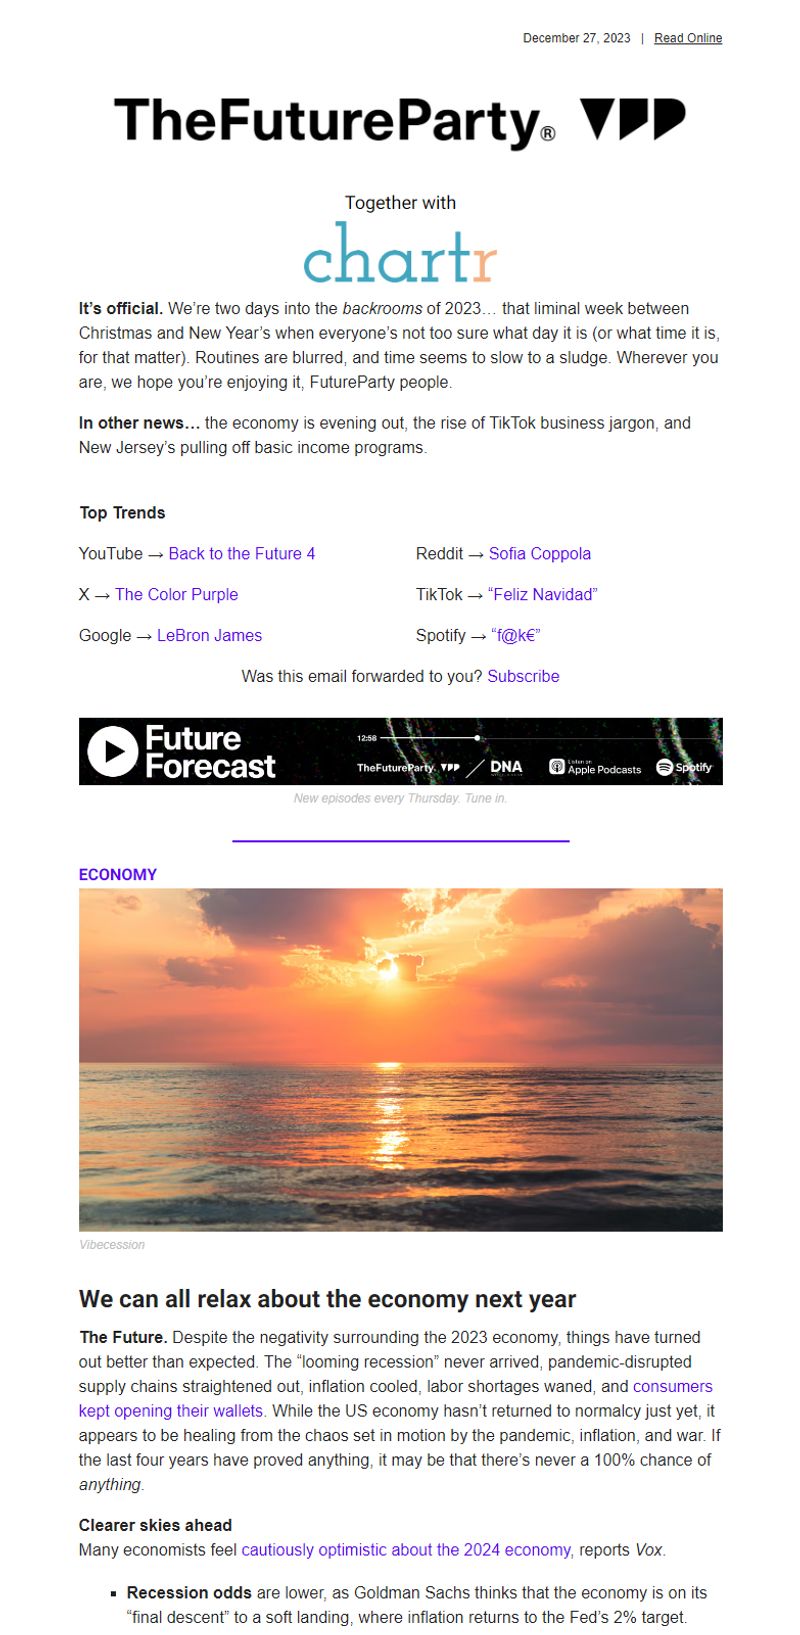 December 27, 2023 | Read Online
TheFutureParty®
Together with
chartr
It’s official. We’re two days into the backrooms of 2023… that liminal week between
Christmas and New Year’s when everyone’s not too sure what day it is (or what time it is,
for that matter). Routines are blurred, and time seems to slow to a sludge. Wherever you
are, we hope you’re enjoying it, FutureParty people.
In other news… the economy is evening out, the rise of TikTok business jargon, and
New Jersey’s pulling off basic income programs.
Top Trends
YouTube → Back to the Future 4
Reddit → Sofia Coppola
X → The Color Purple
TikTok → “Feliz Navidad”
Google → LeBron James
Spotify → “f@k€”
Was this email forwarded to you? Subscribe
Future
Forecast
12:58
TheFutureParty.
DNA
Listen on
Apple Podcasts
Spotify
New episodes every Thursday. Tune in.
ECONOMY
Vibecession
We can all relax about the economy next year
The Future. Despite the negativity surrounding the 2023 economy, things have turned
out better than expected. The “looming recession” never arrived, pandemic-disrupted
supply chains straightened out, inflation cooled, labor shortages waned, and consumers
kept opening their wallets. While the US economy hasn’t returned to normalcy just yet, it
appears to be healing from the chaos set in motion by the pandemic, inflation, and war. If
the last four years have proved anything, it may be that there’s never a 100% chance of
anything.
Clearer skies ahead
Many economists feel cautiously optimistic about the 2024 economy, reports Vox.
▪ Recession odds are lower, as Goldman Sachs thinks that the economy is on its
“final descent” to a soft landing, where inflation returns to the Fed’s 2% target.